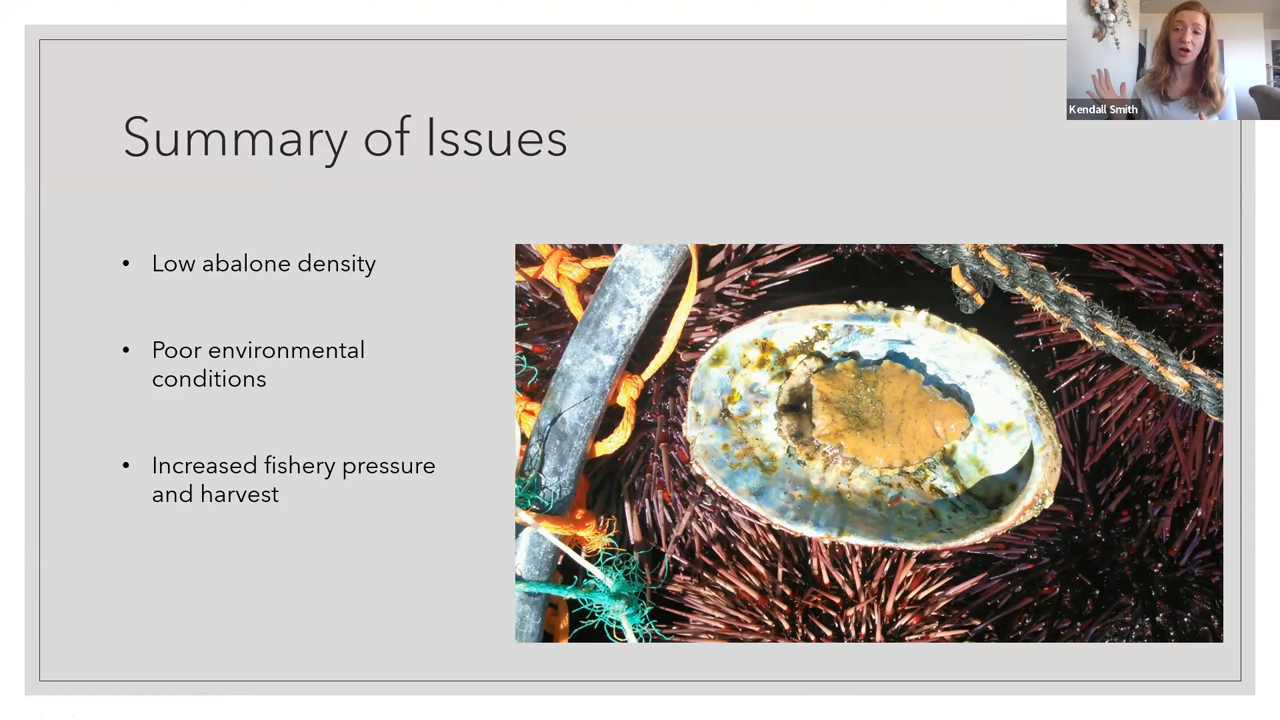 Kendall Smith
Summary of Issues
• Low abalone density
• Poor environmental
conditions
• Increased fishery pressure
and harvest